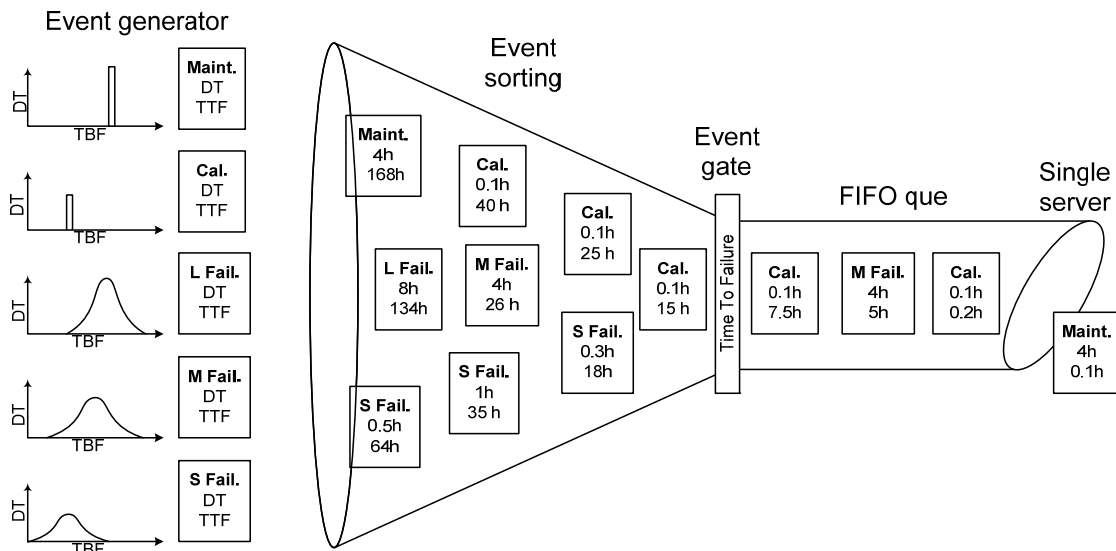 Event generator
DT
TBF
Maint.
DT
TTF
DT
TBF
Cal.
DT
TTF
DT
TBF
L Fail.
DT
TTF
DT
TBF
M Fail.
DT
TTF
DT
TBF
S Fail.
DT
TTF
Event
sorting
Maint.
4h
168h
Cal.
0.1h
40 h
Cal.
0.1h
25 h
L Fail.
8h
134h
M Fail.
4h
26 h
Cal.
0.1h
15 h
S Fail.
0.3h
18h
S Fail.
1h
35 h
S Fail.
0.5h
64h
Event
gate
Time To Failure
FIFO que
Cal.
0.1h
7.5h
M Fail.
4h
5h
Cal.
0.1h
0.2h
Single
server
Maint.
4h
0.1h